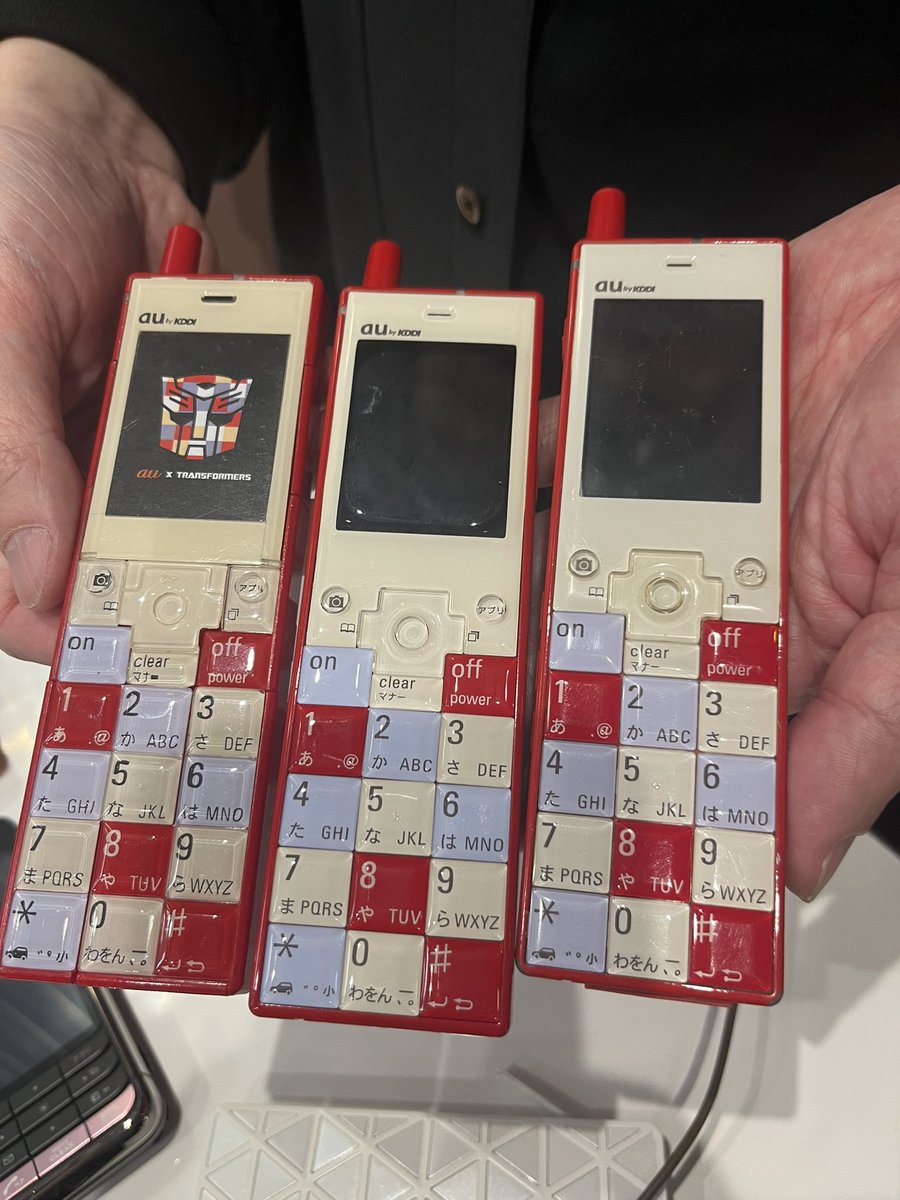 au by KDDI
au x TRANSFORMERS
アプリ
on
clear
マナー
off
power
1
あ .@
2
か ABC
3
さ DEF
4
た GHI
5
な JKL
6
は MNO
7
ま PQRS
8
や TUV
9
ら WXYZ
*
゛゜小
0
わをん、。ー
#
au by KDDI
アプリ
on
clear
マナー
off
power
1
あ .@
2
か ABC
3
さ DEF
4
た GHI
5
な JKL
6
は MNO
7
ま PQRS
8
や TUV
9
ら WXYZ
*
゛゜小
0
わをん、。ー
#
au by KDDI
アプリ
on
clear
マナー
off
power
1
あ .@
2
か ABC
3
さ DEF
4
た GHI
5
な JKL
6
は MNO
7
ま PQRS
8
や TUV
9
ら WXYZ
*
゛゜小
0
わをん、。ー
#